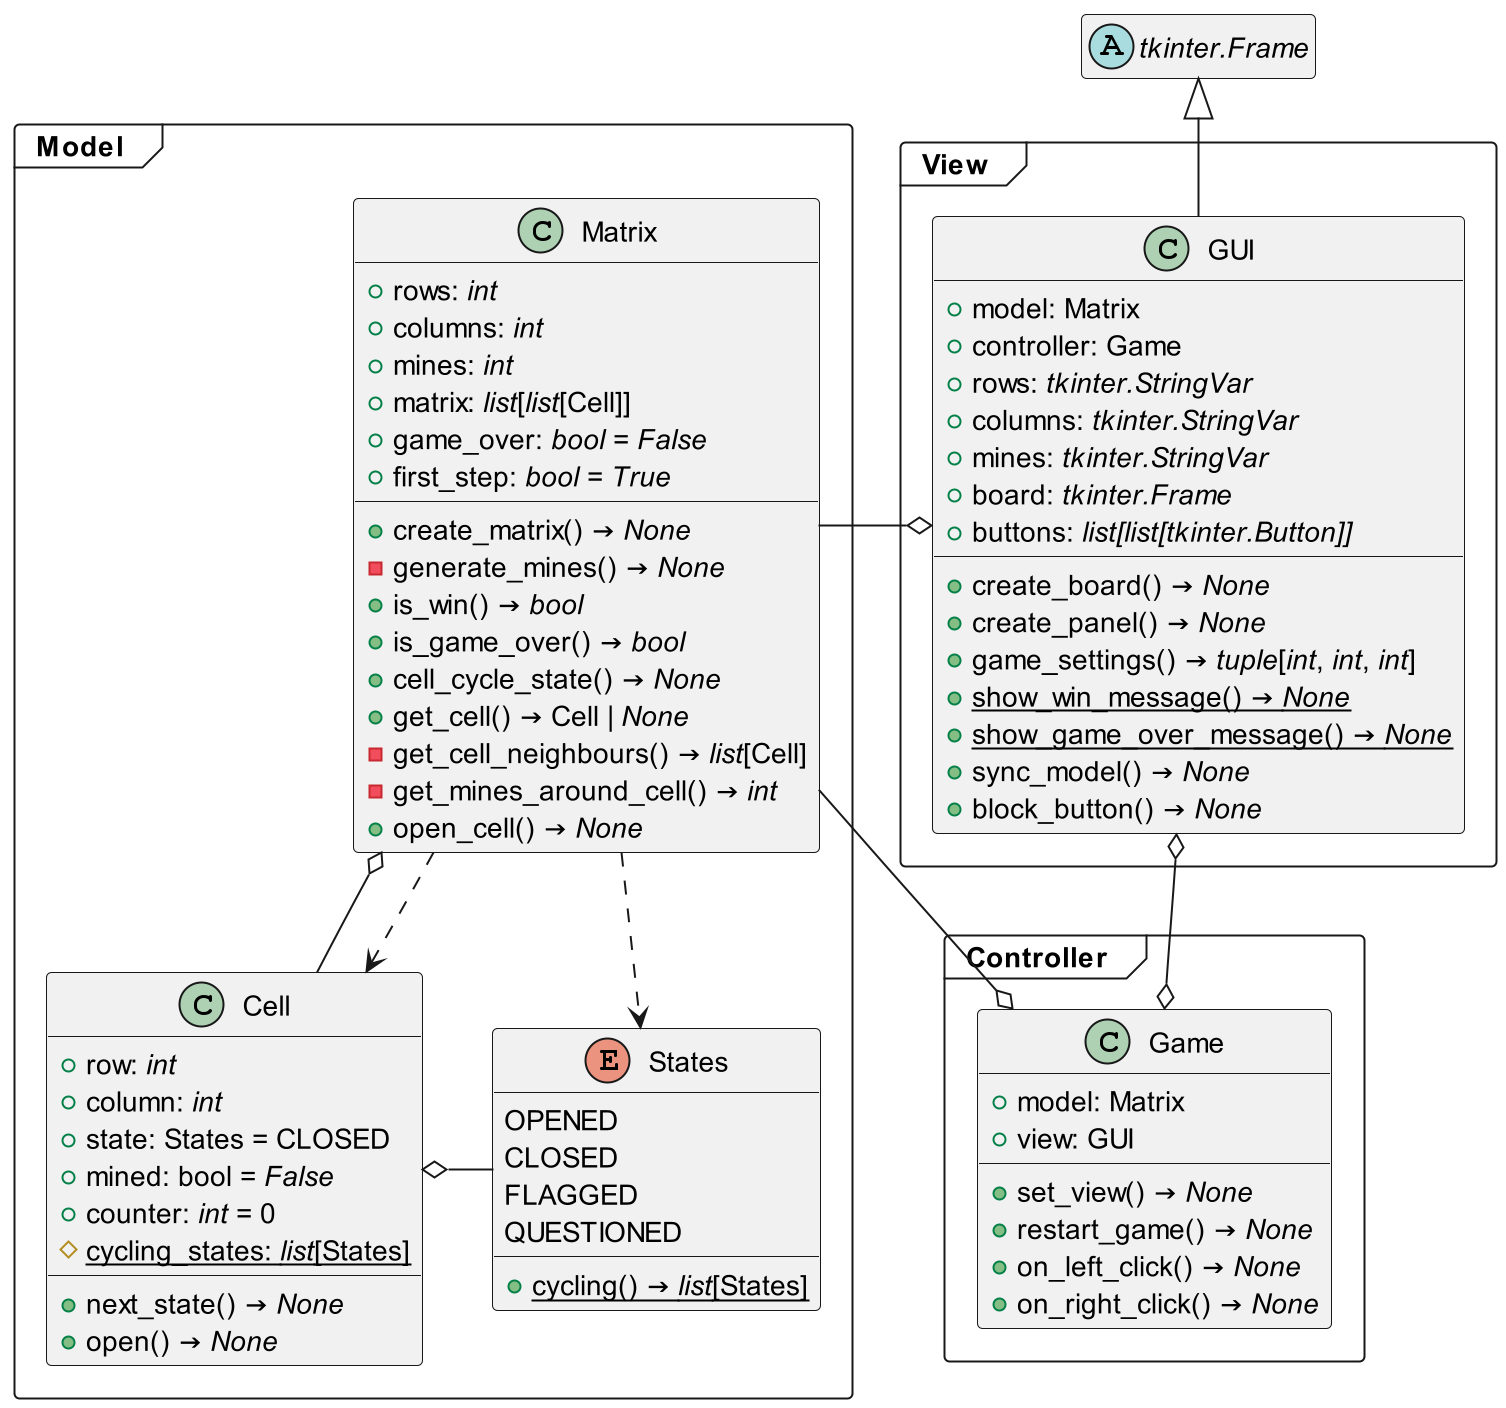 A tkinter.Frame
Model
C Matrix
rows: int
columns: int
mines: int
matrix: list[list[Cell]]
game_over: bool = False
first_step: bool = True
create_matrix() → None
generate_mines() → None
is_win() → bool
is_game_over() → bool
cell_cycle_state() → None
get_cell() → Cell | None
get_cell_neighbours() → list[Cell]
get_mines_around_cell() → int
open_cell() → None
View
C GUI
model: Matrix
controller: Game
rows: tkinter.StringVar
columns: tkinter.StringVar
mines: tkinter.StringVar
board: tkinter.Frame
buttons: list[list[tkinter.Button]]
create_board() → None
create_panel() → None
game_settings() → tuple[int, int, int]
show_win_message() → None
show_game_over_message() → None
sync_model() → None
block_button() → None
C Cell
row: int
column: int
state: States = CLOSED
mined: bool = False
counter: int = 0
cycling_states: list[States]
next_state() → None
open() → None
E States
OPENED
CLOSED
FLAGGED
QUESTIONED
cycling() → list[States]
Controller
C Game
model: Matrix
view: GUI
set_view() → None
restart_game() → None
on_left_click() → None
on_right_click() → None